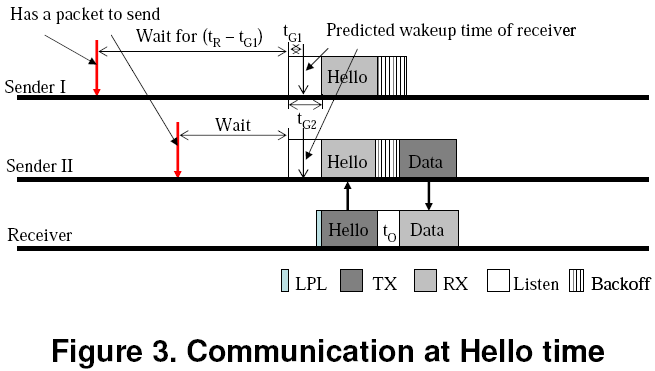 Has a packet to send
Wait for (tR – tG1)
tG1
Predicted wakeup time of receiver
Hello
Sender I
Wait
tG2
Hello
Data
Sender II
Hello
tO
Data
Receiver
LPL
TX
RX
Listen
Backoff
Figure 3. Communication at Hello time